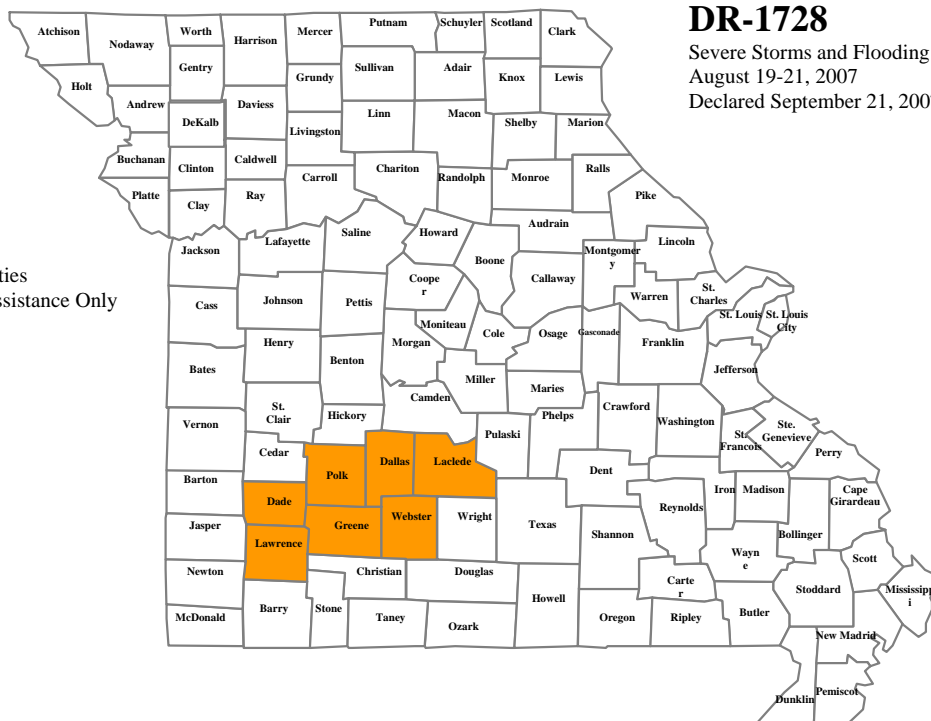 DR-1728
Severe Storms and Flooding
August 19-21, 2007
Declared September 21, 200
ties
ssistance Only
Atchison
Nodaway
Worth
Harrison
Mercer
Putnam
Schuyler
Scotland
Clark
Holt
Gentry
Grundy
Sullivan
Adair
Knox
Lewis
Andrew
DeKalb
Daviess
Livingston
Linn
Macon
Shelby
Marion
Buchanan
Clinton
Caldwell
Carroll
Chariton
Randolph
Monroe
Ralls
Platte
Clay
Ray
Pike
Jackson
Lafayette
Saline
Howard
Boone
Audrain
Callaway
Montgomer
y
Lincoln
Cass
Johnson
Pettis
Coope
r
Moniteau
Cole
Osage
Gasconade
Warren
St.
Charles
St. Louis
St. Louis
City
Franklin
Jefferson
Bates
Henry
Benton
Morgan
Miller
Camden
Maries
Vernon
St.
Clair
Hickory
Pulaski
Phelps
Crawford
Washington
St.
Francois
Ste.
Genevieve
Perry
Barton
Cedar
Polk
Dallas
Laclede
Dent
Iron
Madison
Cape
Girardeau
Jasper
Dade
Greene
Webster
Wright
Texas
Shannon
Reynolds
Bollinger
Lawrence
Newton
Christian
Douglas
Wayn
e
Scott
McDonald
Barry
Stone
Taney
Ozark
Howell
Oregon
Carte
r
Ripley
Butler
Stoddard
Mississipp
i
New Madrid
Dunklin
Pemiscot